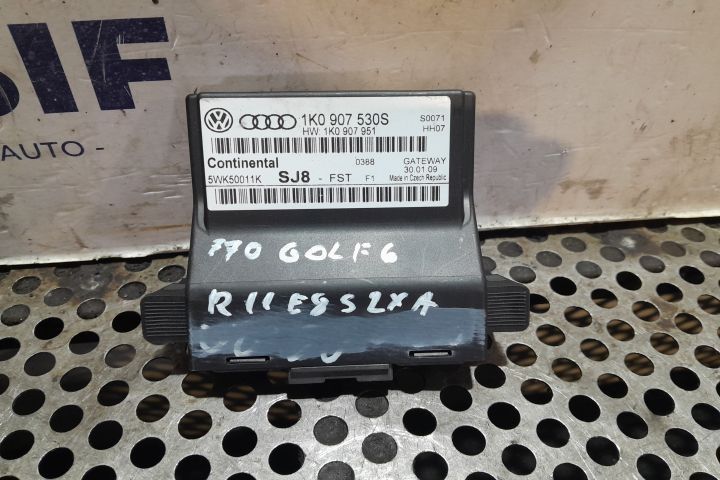 SIF
AUTO -
1K0 907 530S
S0071
HW: 1K0 907 951
HH07
Continental
0388
GATEWAY
30.01.09
5WK50011K
SJ8 - FST
F1
Made in Czech Republic
770 GOLF 6
R11E8S2XA